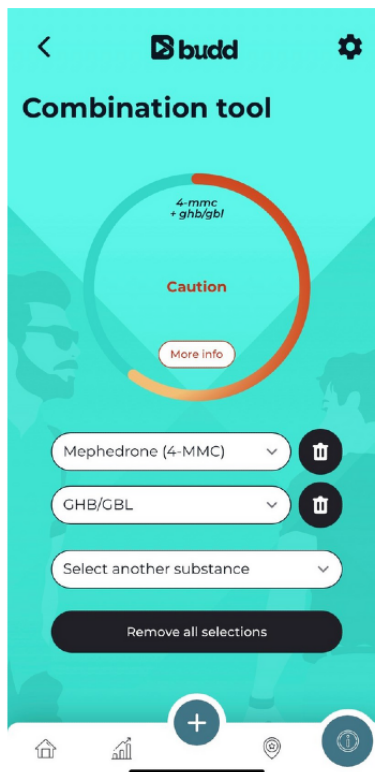 budd
Combination tool
4-mmc
+ ghb/gbl
Caution
More info
Mephedrone (4-MMC)
GHB/GBL
Select another substance
Remove all selections